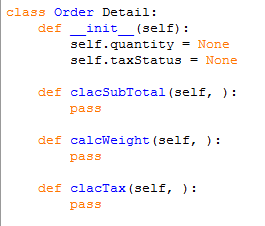 class Order Detail:
    def __init__(self):
        self.quantity = None
        self.taxStatus = None
    def clacSubTotal(self, ):
        pass
    def calcWeight(self, ):
        pass
    def clacTax(self, ):
        pass